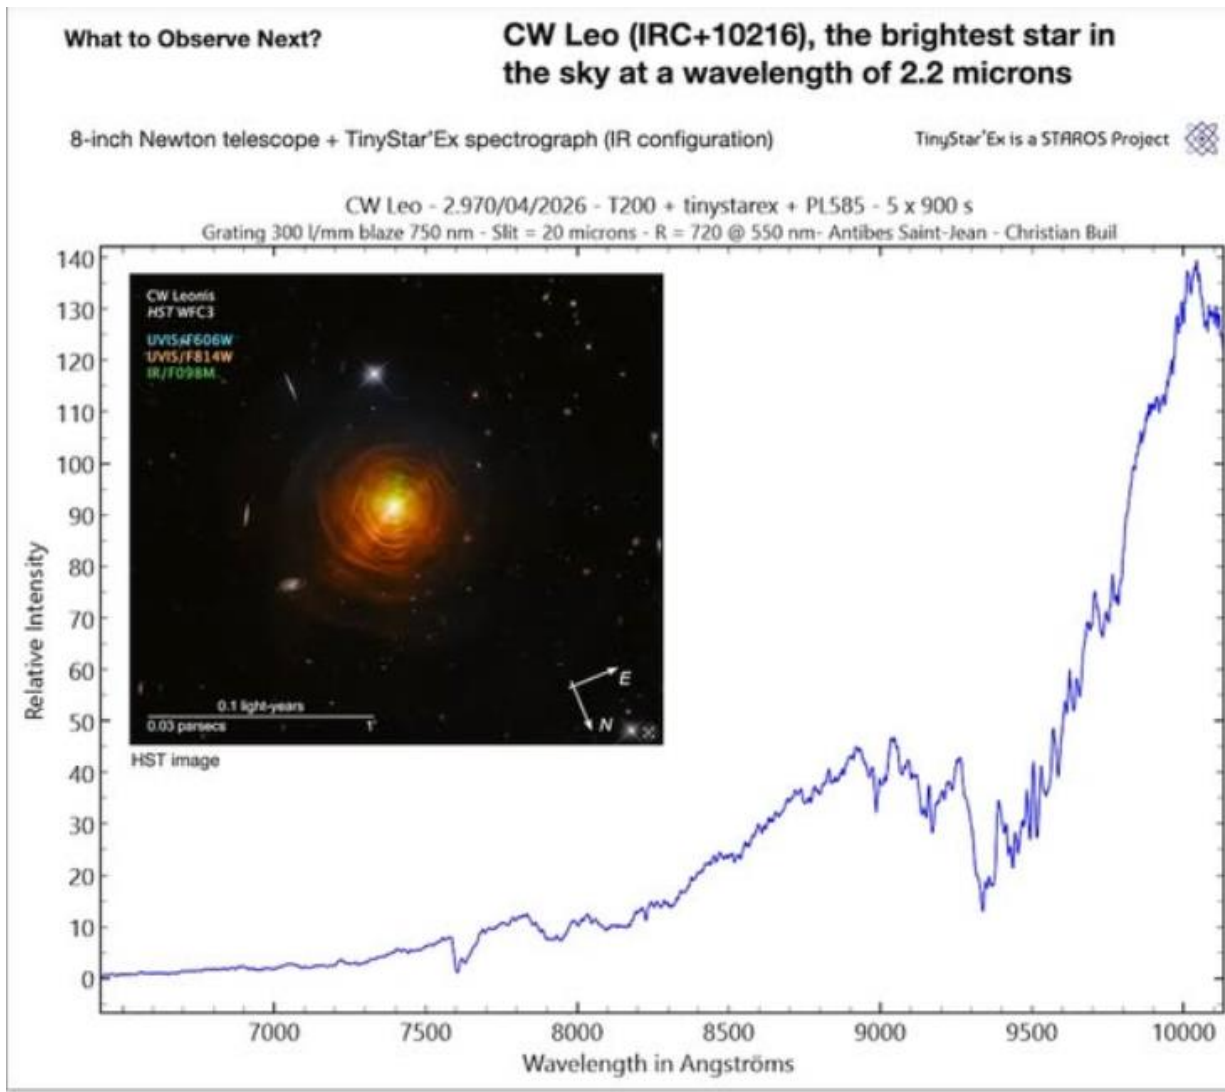 What to Observe Next?
CW Leo (IRC+10216), the brightest star in
the sky at a wavelength of 2.2 microns
8-inch Newton telescope + TinyStar'Ex spectrograph (IR configuration)
TinyStar'Ex is a STAROS Project
CW Leo - 2.970/04/2026 - T200 + tinystarex + PL585 - 5 x 900 s
Grating 300 l/mm blaze 750 nm - Slit = 20 microns - R = 720 @ 550 nm- Antibes Saint-Jean - Christian Buil
140
130
120
110
100
90
80
70
60
50
40
30
20
10
0
Relative Intensity
CW Leonis
HST WFC3
UVIS/F606W
UVIS/F814W
IR/F098M
E
N
0.1 light-years
0.03 parsecs
HST image
7000
7500
8000
8500
9000
9500
10000
Wavelength in Angströms